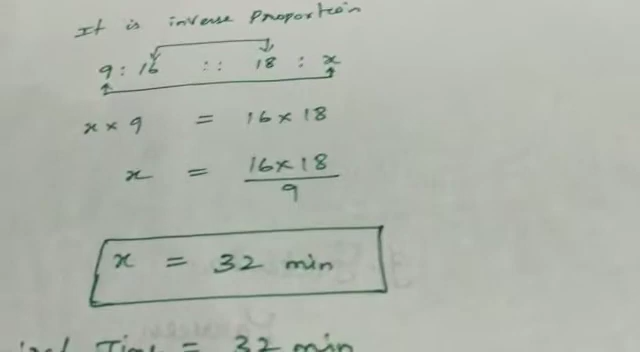 It is inverse proportion
9 : 16 :: 18 : x
x × 9 = 16 × 18
x = 16 × 18
9
x = 32 min
Time = 32 min